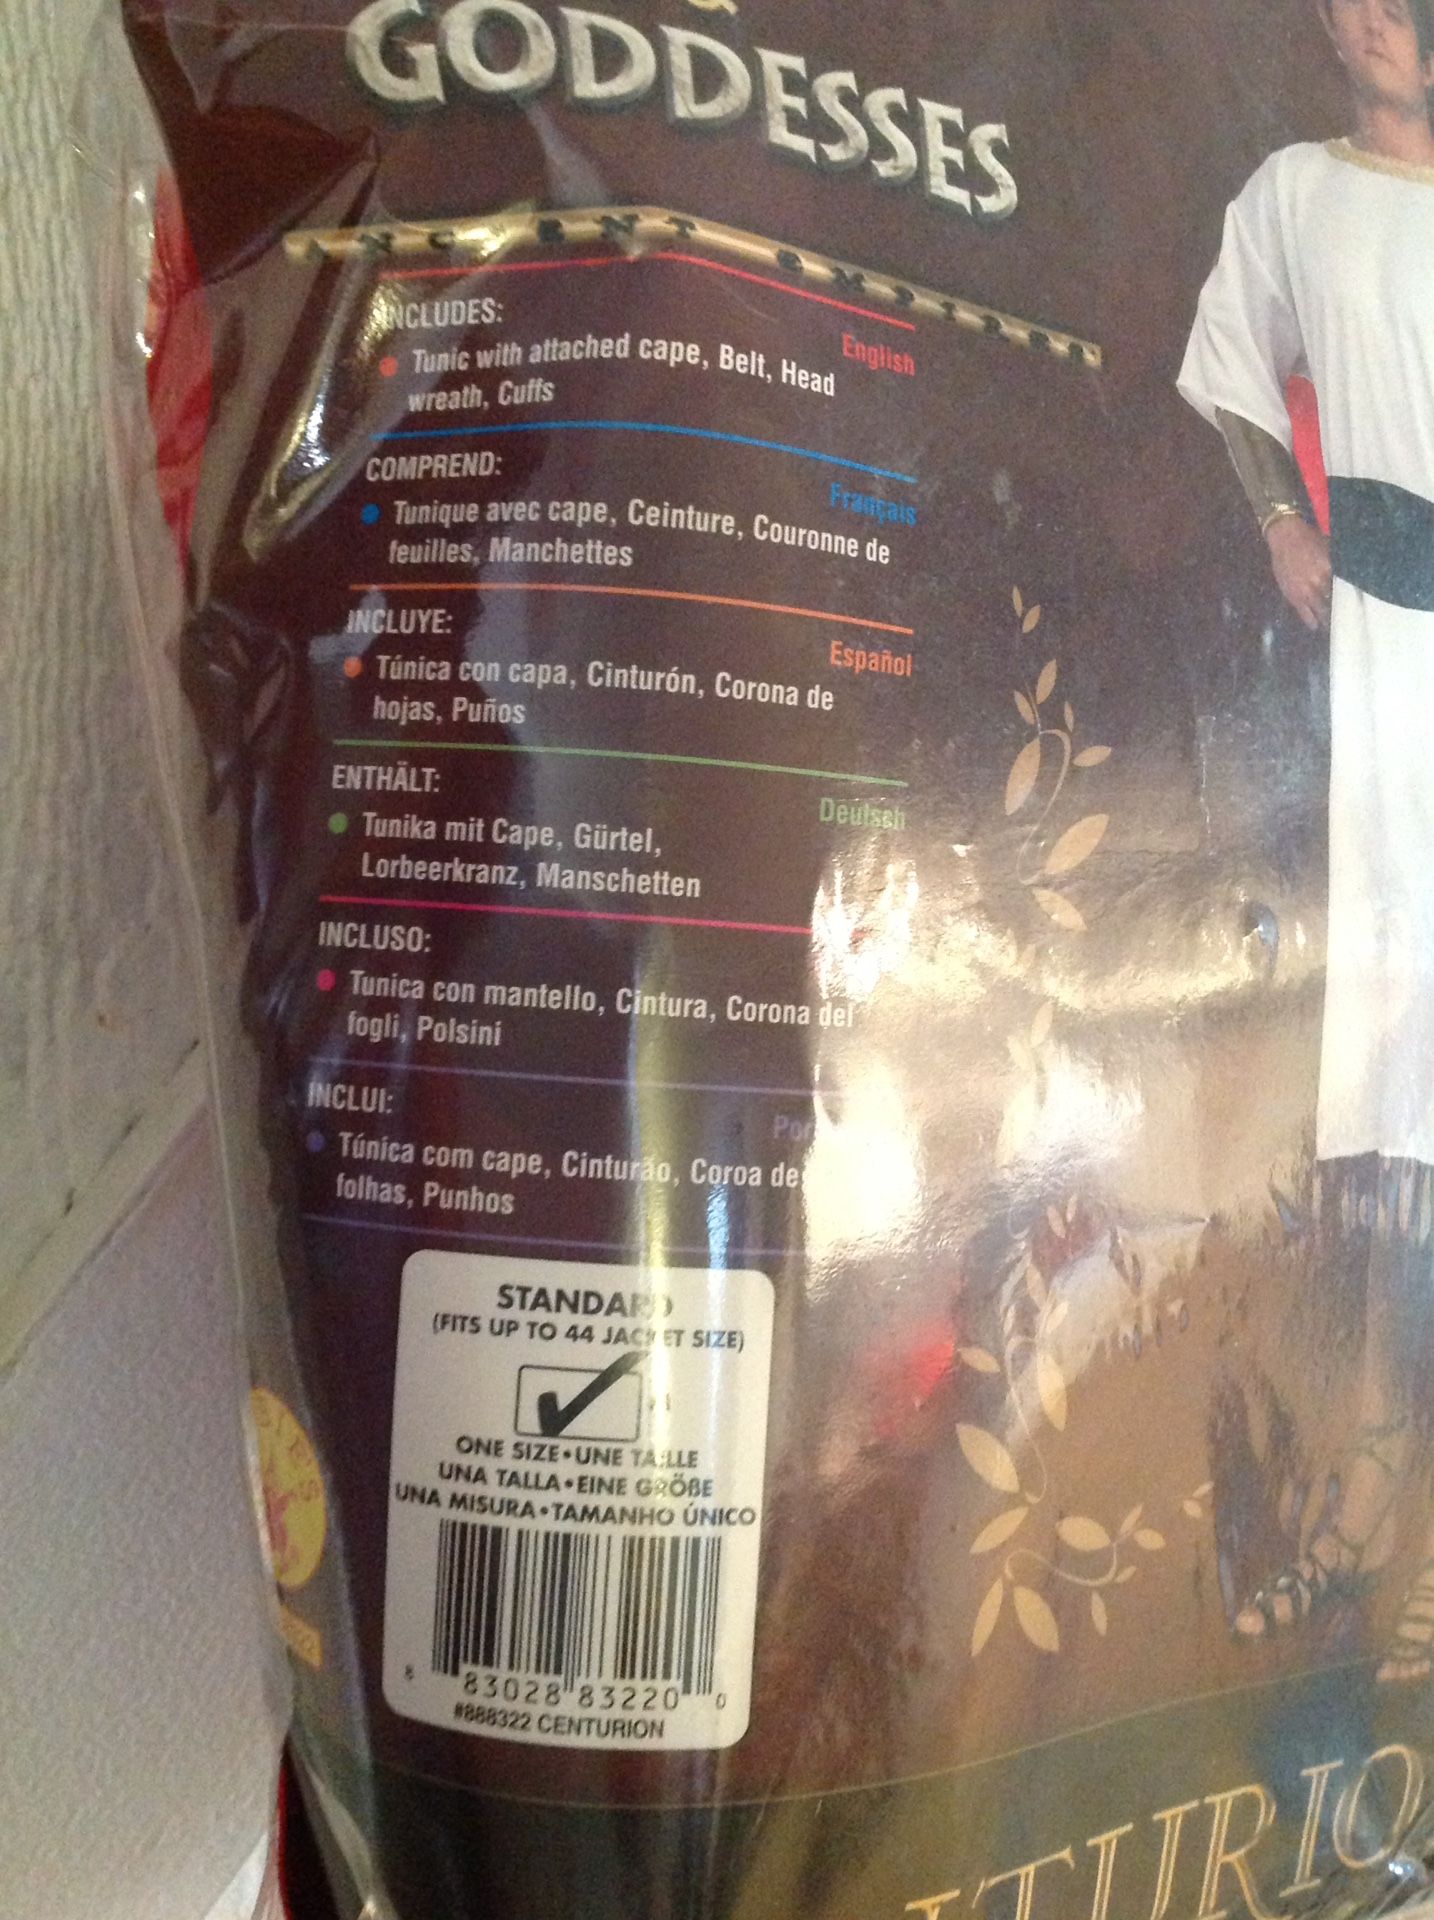 &
GODDESSES
ANCIENT EMPIRES
INCLUDES:
English
Tunic with attached cape, Belt, Head
wreath, Cuffs
COMPREND:
Français
Tunique avec cape, Ceinture, Couronne de
feuilles, Manchettes
INCLUYE:
Español
Túnica con capa, Cinturón, Corona de
hojas, Puños
ENTHÄLT:
Deutsch
Tunika mit Cape, Gürtel,
Lorbeerkranz, Manschetten
INCLUSO:
Tunica con mantello, Cintura, Corona del
fogli, Polsini
INCLUI:
Por
Túnica com cape, Cinturão, Coroa de
folhas, Punhos
STANDARD
(FITS UP TO 44 JACKET SIZE)
ONE SIZE•UNE TAILLE
UNA TALLA•EINE GRÖßE
UNA MISURA•TAMANHO ÚNICO
8 83028 83220 0
#888322 CENTURION
TURIO